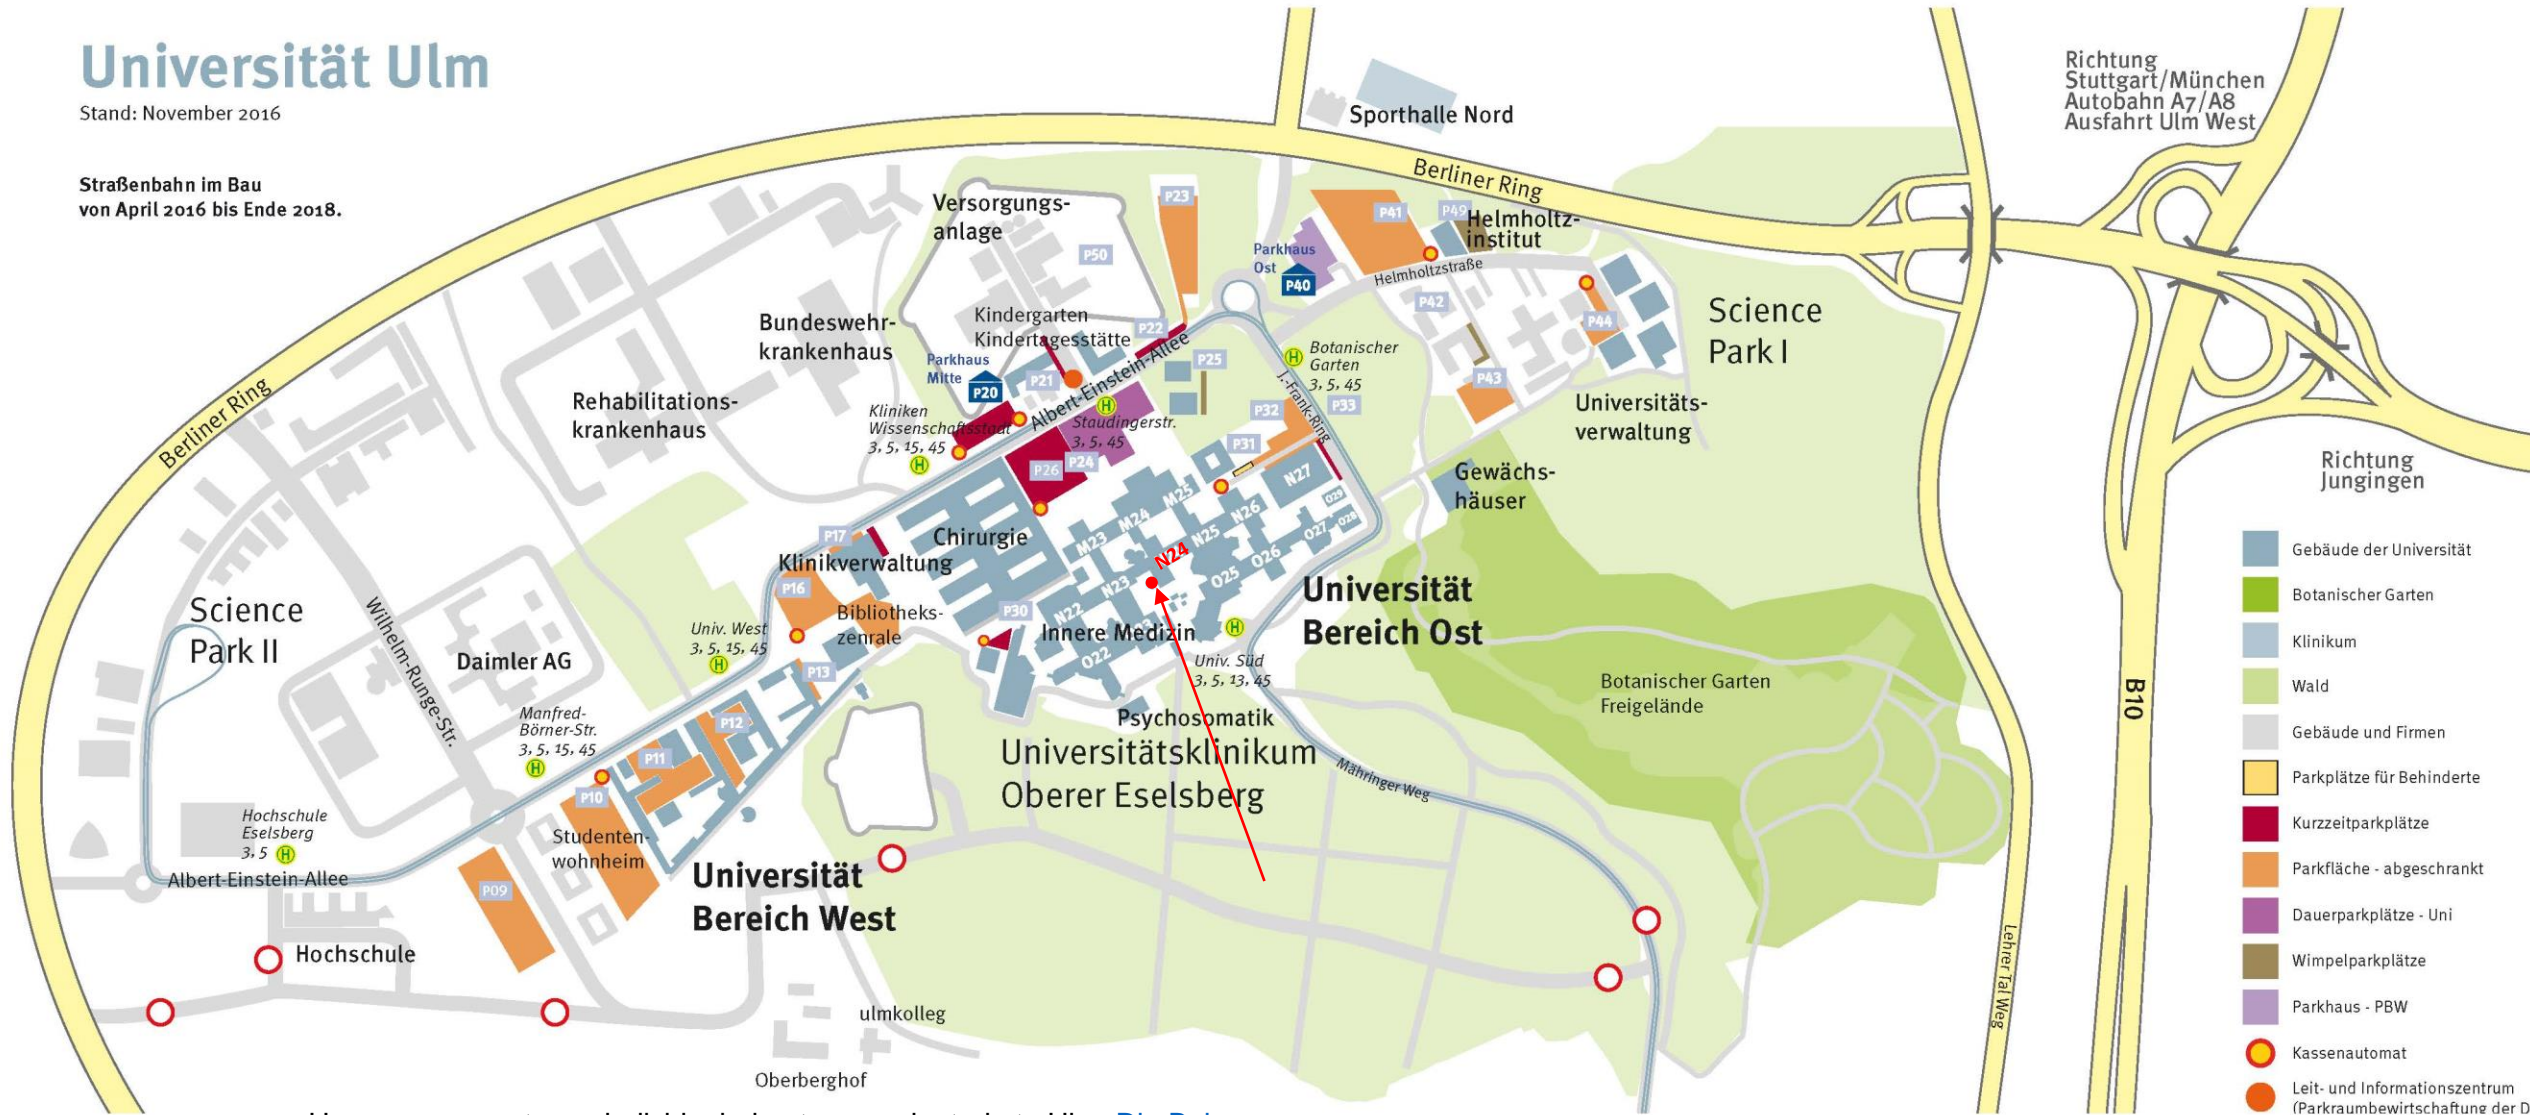 Universität Ulm
Stand: November 2016
Straßenbahn im Bau
von April 2016 bis Ende 2018.
Sporthalle Nord
Richtung
Stuttgart/München
Autobahn A7/A8
Ausfahrt Ulm West
Berliner Ring
Versorgungs-
anlage
P23
P50
P41
P49
Helmholtz-
institut
Parkhaus
Ost
P40
Helmholtzstraße
P42
P44
Science
Park I
Kindergarten
Kindertagesstätte
P22
Bundeswehr-
krankenhaus
Parkhaus
Mitte
P20
P21
Albert-Einstein-Allee
P25
Botanischer
Garten
3, 5, 45
J.-Frank-Ring
P43
P32
P33
Universitäts-
verwaltung
Berliner Ring
Rehabilitations-
krankenhaus
Kliniken
Wissenschaftsstadt
3, 5, 15, 45
Staudingerstr.
3, 5, 45
P26
P24
P31
Gewächs-
häuser
Richtung
Jungingen
N27
O29
O28
O27
M25
M24
M23
N26
N25
O26
O25
N24
N23
N22
O22
P17
Chirurgie
Klinikverwaltung
P16
Bibliotheks-
zenrale
P30
Innere Medizin
Universität
Bereich Ost
Science
Park II
Wilhelm-Runge-Str.
Daimler AG
Univ. West
3, 5, 15, 45
P13
Univ. Süd
3, 5, 13, 45
Botanischer Garten
Freigelände
B10
Manfred-
Börner-Str.
3, 5, 15, 45
P12
P11
P10
Psychosomatik
Universitätsklinikum
Oberer Eselsberg
Mähringer Weg
Hochschule
Eselsberg
3, 5
Studenten-
wohnheim
Albert-Einstein-Allee
P09
Universität
Bereich West
Hochschule
Lehrer Tal Weg
ulmkolleg
Oberberghof
Gebäude der Universität
Botanischer Garten
Klinikum
Wald
Gebäude und Firmen
Parkplätze für Behinderte
Kurzzeitparkplätze
Parkfläche - abgeschrankt
Dauerparkplätze - Uni
Wimpelparkplätze
Parkhaus - PBW
Kassenautomat
Leit- und Informationszentrum
(Parkraumbewirtschaftung der